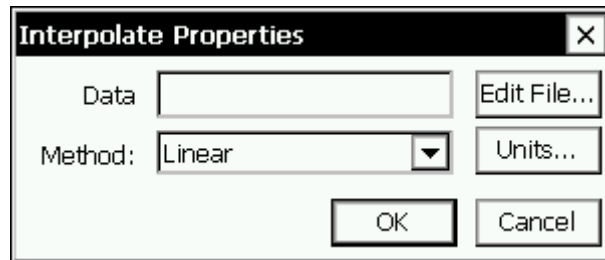 Interpolate Properties
Data Edit File...
Method: Linear Units...
OK Cancel